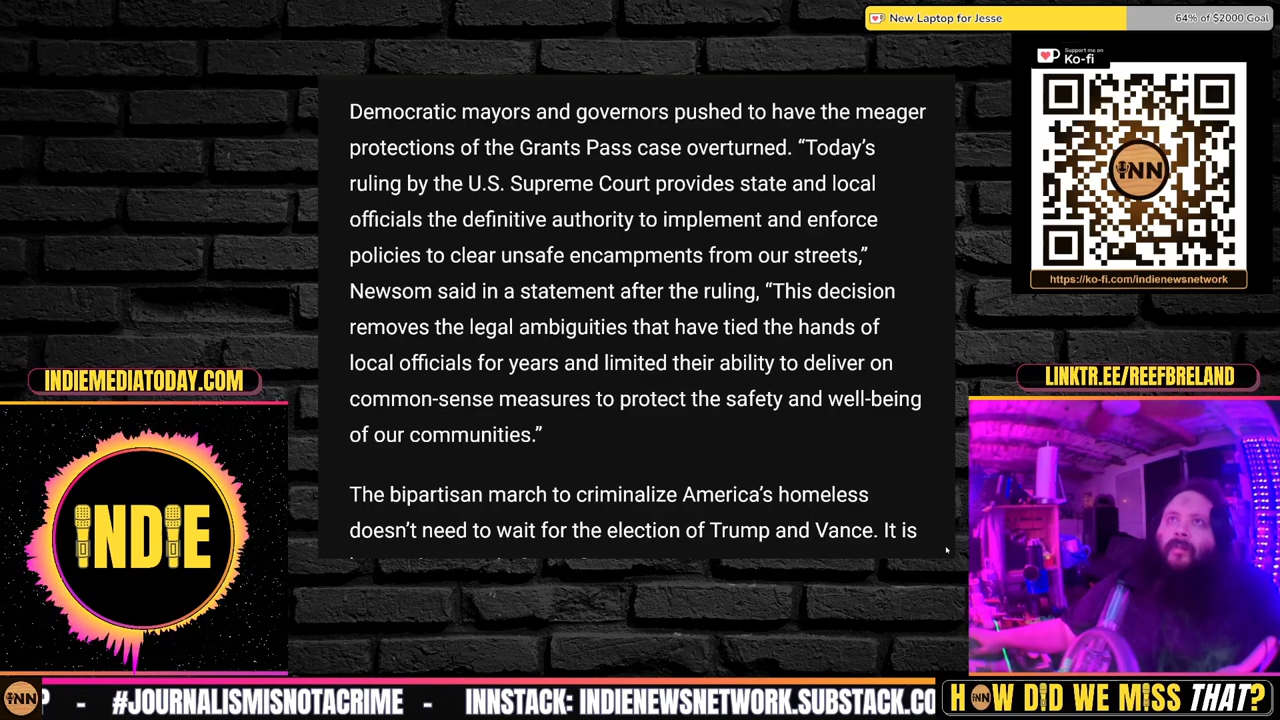 New Laptop for Jesse
64% of $2000 Goal
Support me on
Ko-fi
iNN
https://ko-fi.com/indienewsnetwork
Democratic mayors and governors pushed to have the meager
protections of the Grants Pass case overturned. “Today’s
ruling by the U.S. Supreme Court provides state and local
officials the definitive authority to implement and enforce
policies to clear unsafe encampments from our streets,”
Newsom said in a statement after the ruling, “This decision
removes the legal ambiguities that have tied the hands of
local officials for years and limited their ability to deliver on
common-sense measures to protect the safety and well-being
of our communities.”
The bipartisan march to criminalize America’s homeless
doesn’t need to wait for the election of Trump and Vance. It is
INDIEMEDIATODAY.COM
LINKTR.EE/REEFBRELAND
INDIE
iNN
P - #JOURNALISMISNOTACRIME - INNSTACK: INDIENEWSNETWORK.SUBSTACK.CO
HOW DID WE MISS THAT?